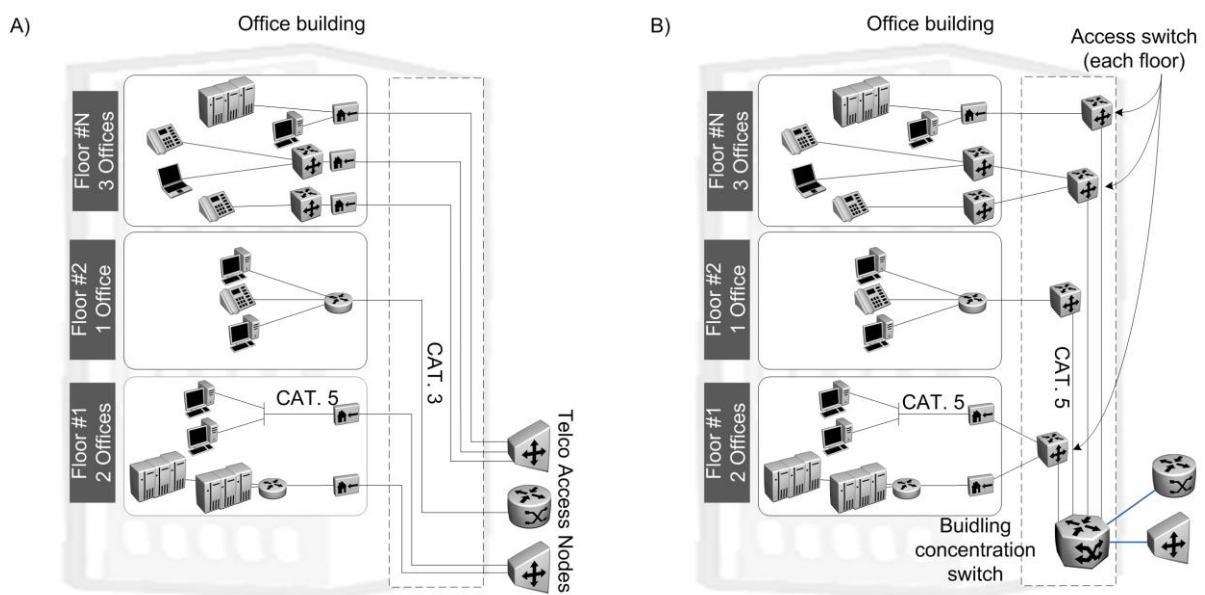 A)
Office building
Floor #N
3 Offices
Floor #2
1 Office
Floor #1
2 Offices
CAT. 5
CAT. 3
Telco Access Nodes
B)
Office building
Access switch
(each floor)
Floor #N
3 Offices
Floor #2
1 Office
Floor #1
2 Offices
CAT. 5
CAT. 5
Buidling
concentration
switch